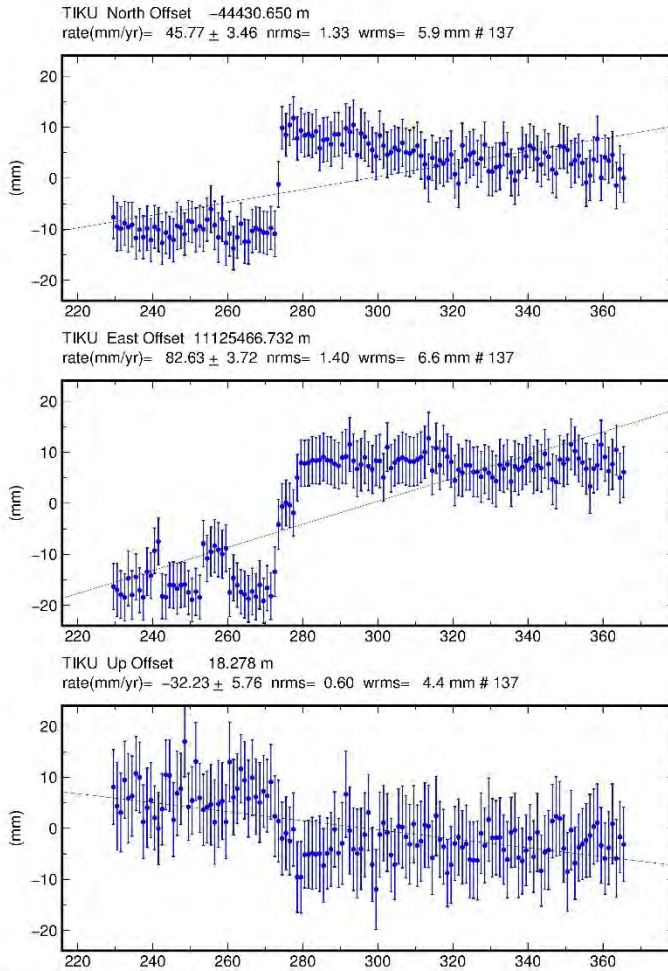 TIKU North Offset −44430.650 m
rate(mm/yr)= 45.77 ± 3.46 nrms= 1.33 wrms= 5.9 mm # 137
20
10
0
−10
−20
(mm)
220 240 260 280 300 320 340 360
TIKU East Offset 11125466.732 m
rate(mm/yr)= 82.63 ± 3.72 nrms= 1.40 wrms= 6.6 mm # 137
20
10
0
−10
−20
(mm)
220 240 260 280 300 320 340 360
TIKU Up Offset 18.278 m
rate(mm/yr)= −32.23 ± 5.76 nrms= 0.60 wrms= 4.4 mm # 137
20
10
0
−10
−20
(mm)
220 240 260 280 300 320 340 360